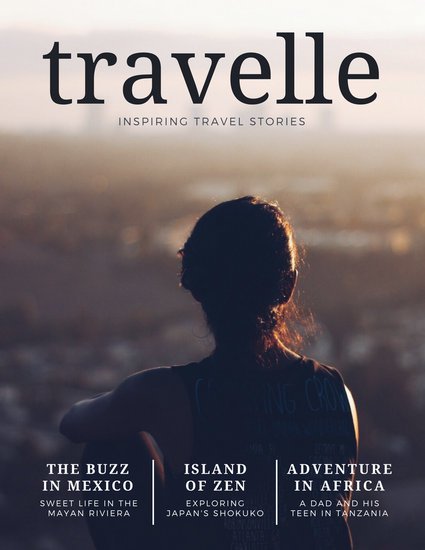 travelle
INSPIRING TRAVEL STORIES
THE BUZZ
IN MEXICO
SWEET LIFE IN THE
MAYAN RIVIERA
ISLAND
OF ZEN
EXPLORING
JAPAN'S SHOKUKO
ADVENTURE
IN AFRICA
A DAD AND HIS
TEEN IN TANZANIA